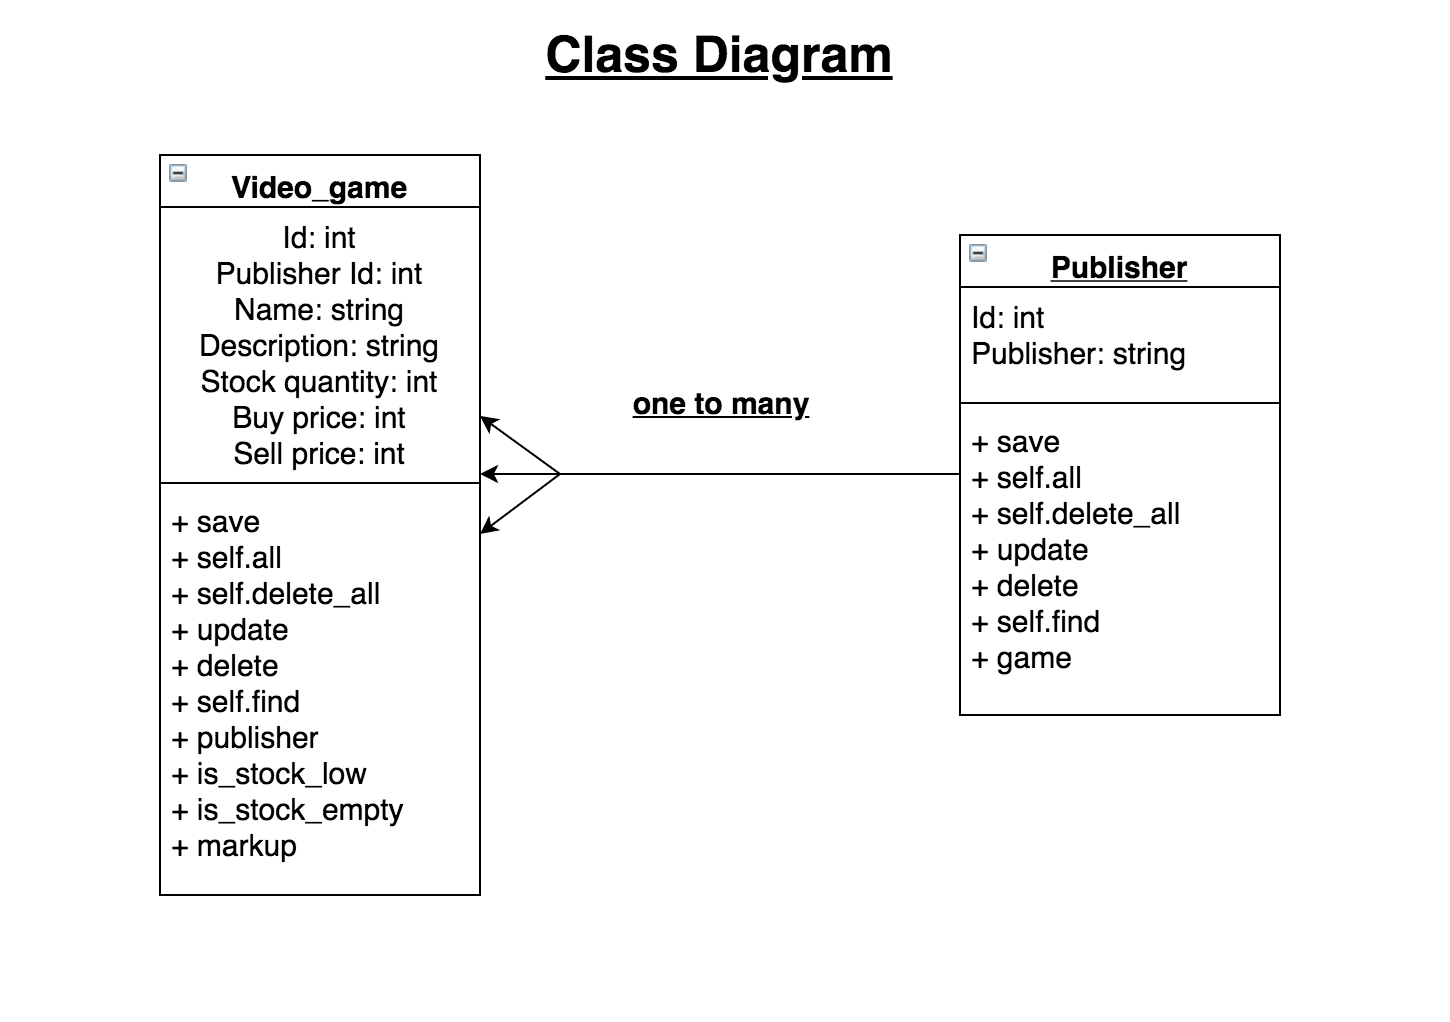 Class Diagram
Video_game
Id: int
Publisher Id: int
Name: string
Description: string
Stock quantity: int
Buy price: int
Sell price: int
+ save
+ self.all
+ self.delete_all
+ update
+ delete
+ self.find
+ publisher
+ is_stock_low
+ is_stock_empty
+ markup
one to many
Publisher
Id: int
Publisher: string
+ save
+ self.all
+ self.delete_all
+ update
+ delete
+ self.find
+ game